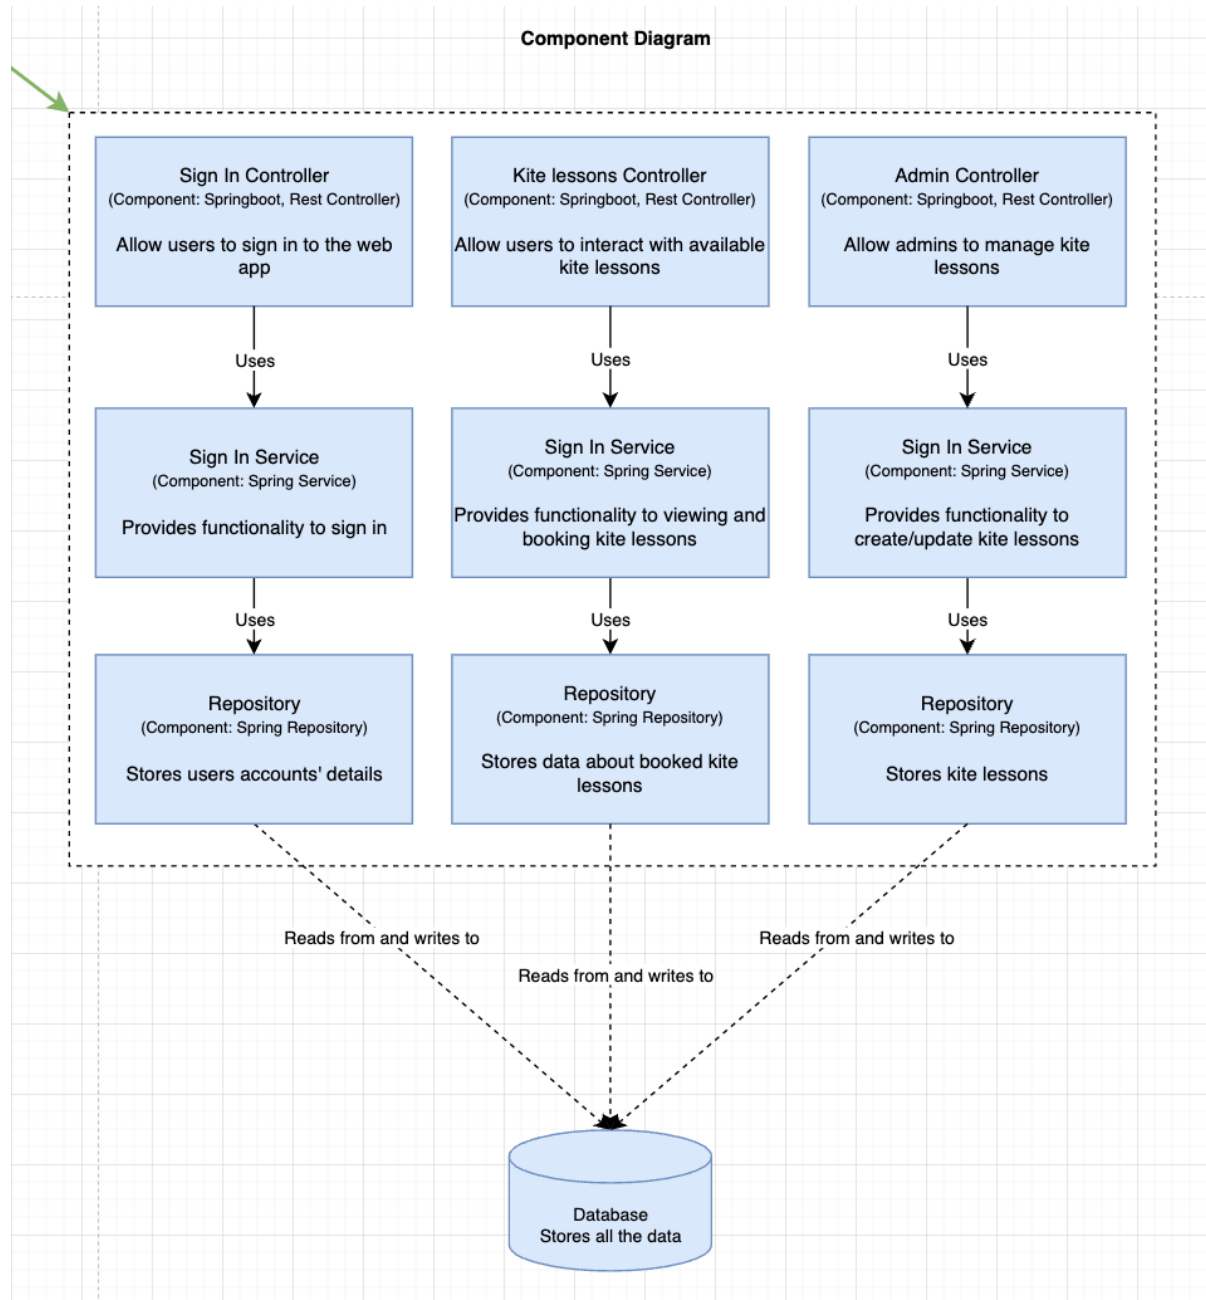 Component Diagram
Sign In Controller
(Component: Springboot, Rest Controller)
Allow users to sign in to the web
app
Kite lessons Controller
(Component: Springboot, Rest Controller)
Allow users to interact with available
kite lessons
Admin Controller
(Component: Springboot, Rest Controller)
Allow admins to manage kite
lessons
Uses
Uses
Uses
Sign In Service
(Component: Spring Service)
Provides functionality to sign in
Sign In Service
(Component: Spring Service)
Provides functionality to viewing and
booking kite lessons
Sign In Service
(Component: Spring Service)
Provides functionality to
create/update kite lessons
Uses
Uses
Uses
Repository
(Component: Spring Repository)
Stores users accounts' details
Repository
(Component: Spring Repository)
Stores data about booked kite
lessons
Repository
(Component: Spring Repository)
Stores kite lessons
Reads from and writes to
Reads from and writes to
Reads from and writes to
Database
Stores all the data